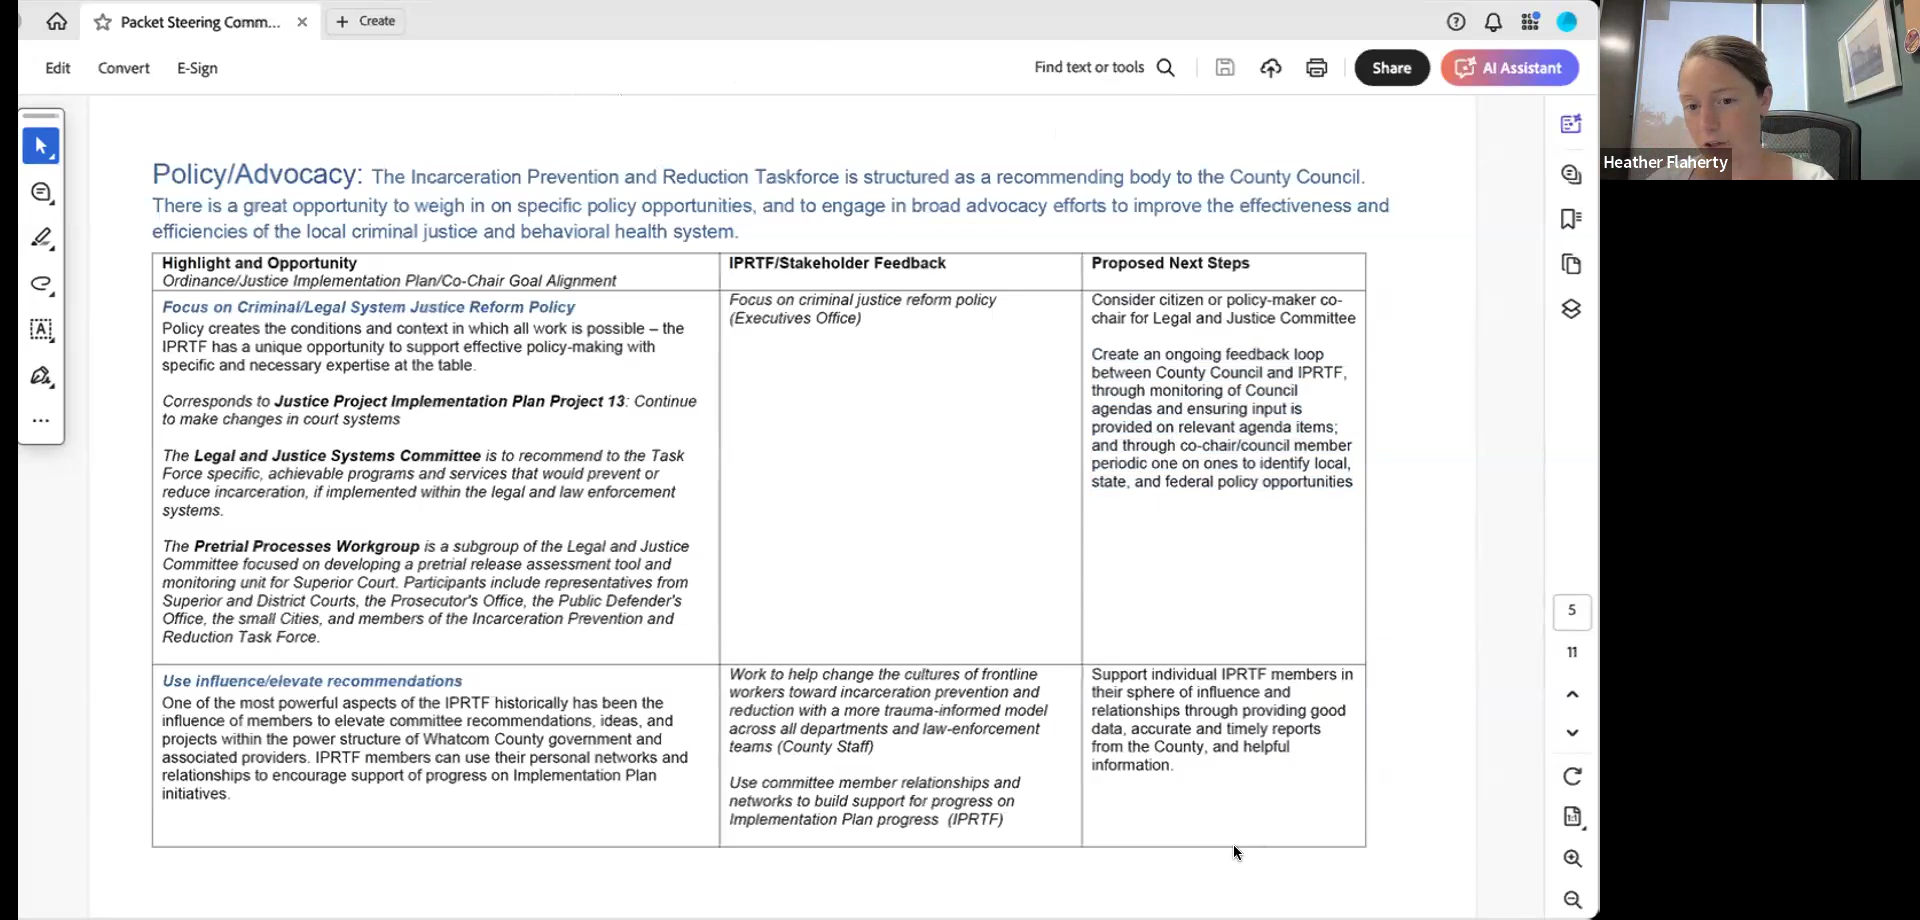 Packet Steering Comm...
Create
Edit
Convert
E-Sign
Find text or tools
Share
AI Assistant
Heather Flaherty
Policy/Advocacy: The Incarceration Prevention and Reduction Taskforce is structured as a recommending body to the County Council.
There is a great opportunity to weigh in on specific policy opportunities, and to engage in broad advocacy efforts to improve the effectiveness and
efficiencies of the local criminal justice and behavioral health system.
Highlight and Opportunity
Ordinance/Justice Implementation Plan/Co-Chair Goal Alignment
IPRTF/Stakeholder Feedback
Proposed Next Steps
Focus on Criminal/Legal System Justice Reform Policy
Policy creates the conditions and context in which all work is possible – the
IPRTF has a unique opportunity to support effective policy-making with
specific and necessary expertise at the table.
Corresponds to Justice Project Implementation Plan Project 13: Continue
to make changes in court systems
The Legal and Justice Systems Committee is to recommend to the Task
Force specific, achievable programs and services that would prevent or
reduce incarceration, if implemented within the legal and law enforcement
systems.
The Pretrial Processes Workgroup is a subgroup of the Legal and Justice
Committee focused on developing a pretrial release assessment tool and
monitoring unit for Superior Court. Participants include representatives from
Superior and District Courts, the Prosecutor's Office, the Public Defender's
Office, the small Cities, and members of the Incarceration Prevention and
Reduction Task Force.
Focus on criminal justice reform policy
(Executives Office)
Consider citizen or policy-maker co-
chair for Legal and Justice Committee
Create an ongoing feedback loop
between County Council and IPRTF,
through monitoring of Council
agendas and ensuring input is
provided on relevant agenda items;
and through co-chair/council member
periodic one on ones to identify local,
state, and federal policy opportunities
Use influence/elevate recommendations
One of the most powerful aspects of the IPRTF historically has been the
influence of members to elevate committee recommendations, ideas, and
projects within the power structure of Whatcom County government and
associated providers. IPRTF members can use their personal networks and
relationships to encourage support of progress on Implementation Plan
initiatives.
Work to help change the cultures of frontline
workers toward incarceration prevention and
reduction with a more trauma-informed model
across all departments and law-enforcement
teams (County Staff)
Use committee member relationships and
networks to build support for progress on
Implementation Plan progress (IPRTF)
Support individual IPRTF members in
their sphere of influence and
relationships through providing good
data, accurate and timely reports
from the County, and helpful
information.
5
11
1:1